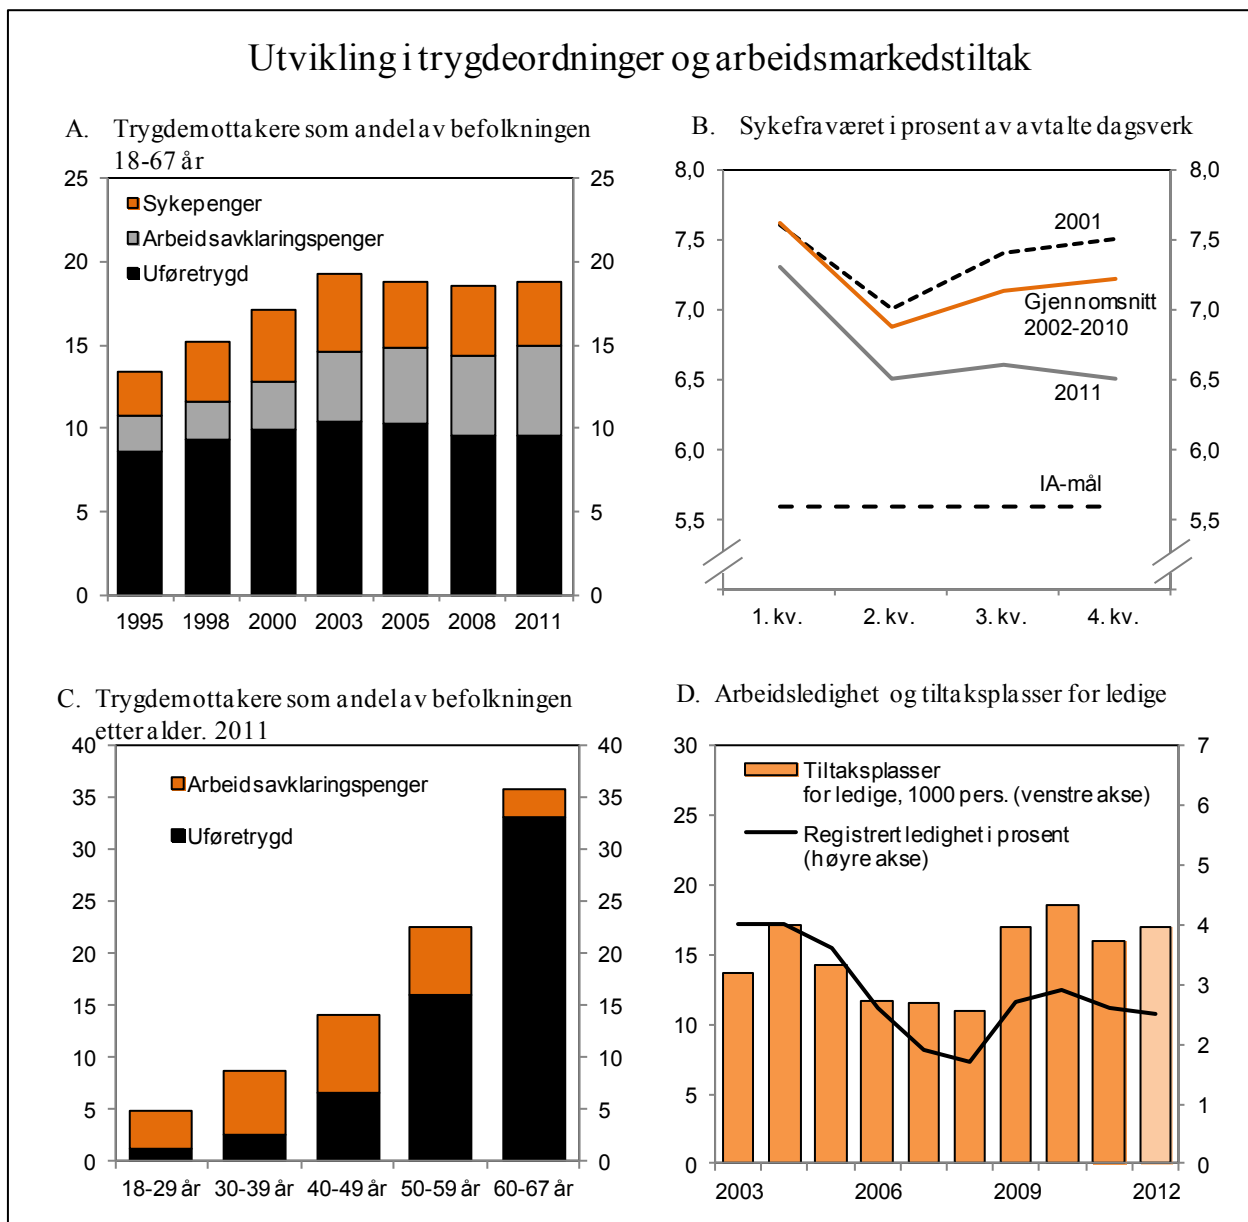 Utvikling i trygdeordninger og arbeidsmarkedstiltak
A. Trygdemottakere som andel av befolkningen
18-67 år
25 25
20 20
15 15
10 10
5 5
0 0
Sykepenger
Arbeidsavklaringspenger
Uføretrygd
1995 1998 2000 2003 2005 2008 2011
B. Sykefraværet i prosent av avtalte dagsverk
8,0 8,0
7,5 7,5
7,0 7,0
6,5 6,5
6,0 6,0
5,5 5,5
2001
Gjennomsnitt
2002-2010
2011
IA-mål
1. kv. 2. kv. 3. kv. 4. kv.
C. Trygdemottakere som andel av befolkningen
etter alder. 2011
40 40
35 35
30 30
25 25
20 20
15 15
10 10
5 5
0 0
Arbeidsavklaringspenger
Uføretrygd
18-29 år 30-39 år 40-49 år 50-59 år 60-67 år
D. Arbeidsledighet og tiltaksplasser for ledige
30 7
25 6
20 5
15 4
10 3
5 2
0 1
0
Tiltaksplasser
for ledige, 1000 pers. (venstre akse)
Registrert ledighet i prosent
(høyre akse)
2003 2006 2009 2012